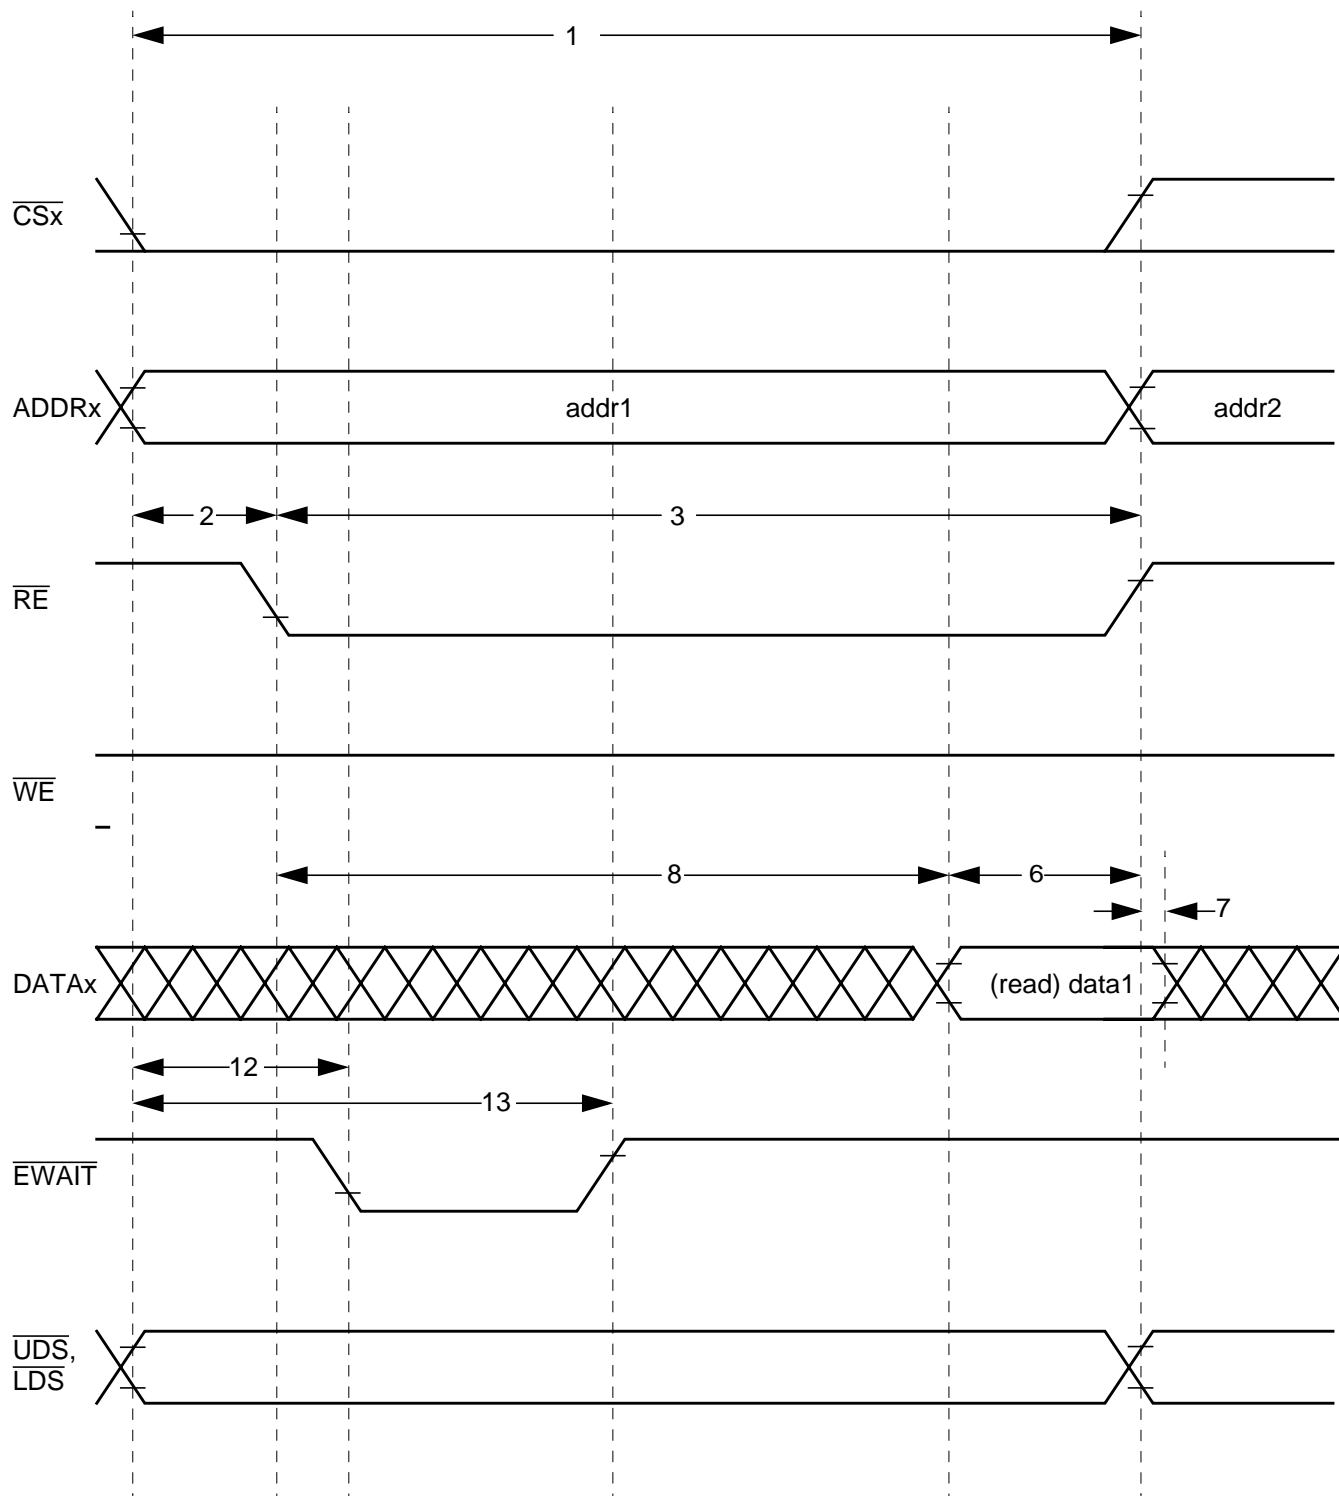 1
CSx
ADDRx addr1 addr2
2 3
RE
WE
8 6
7
DATAx (read) data1
12
13
EWAIT
UDS,
LDS